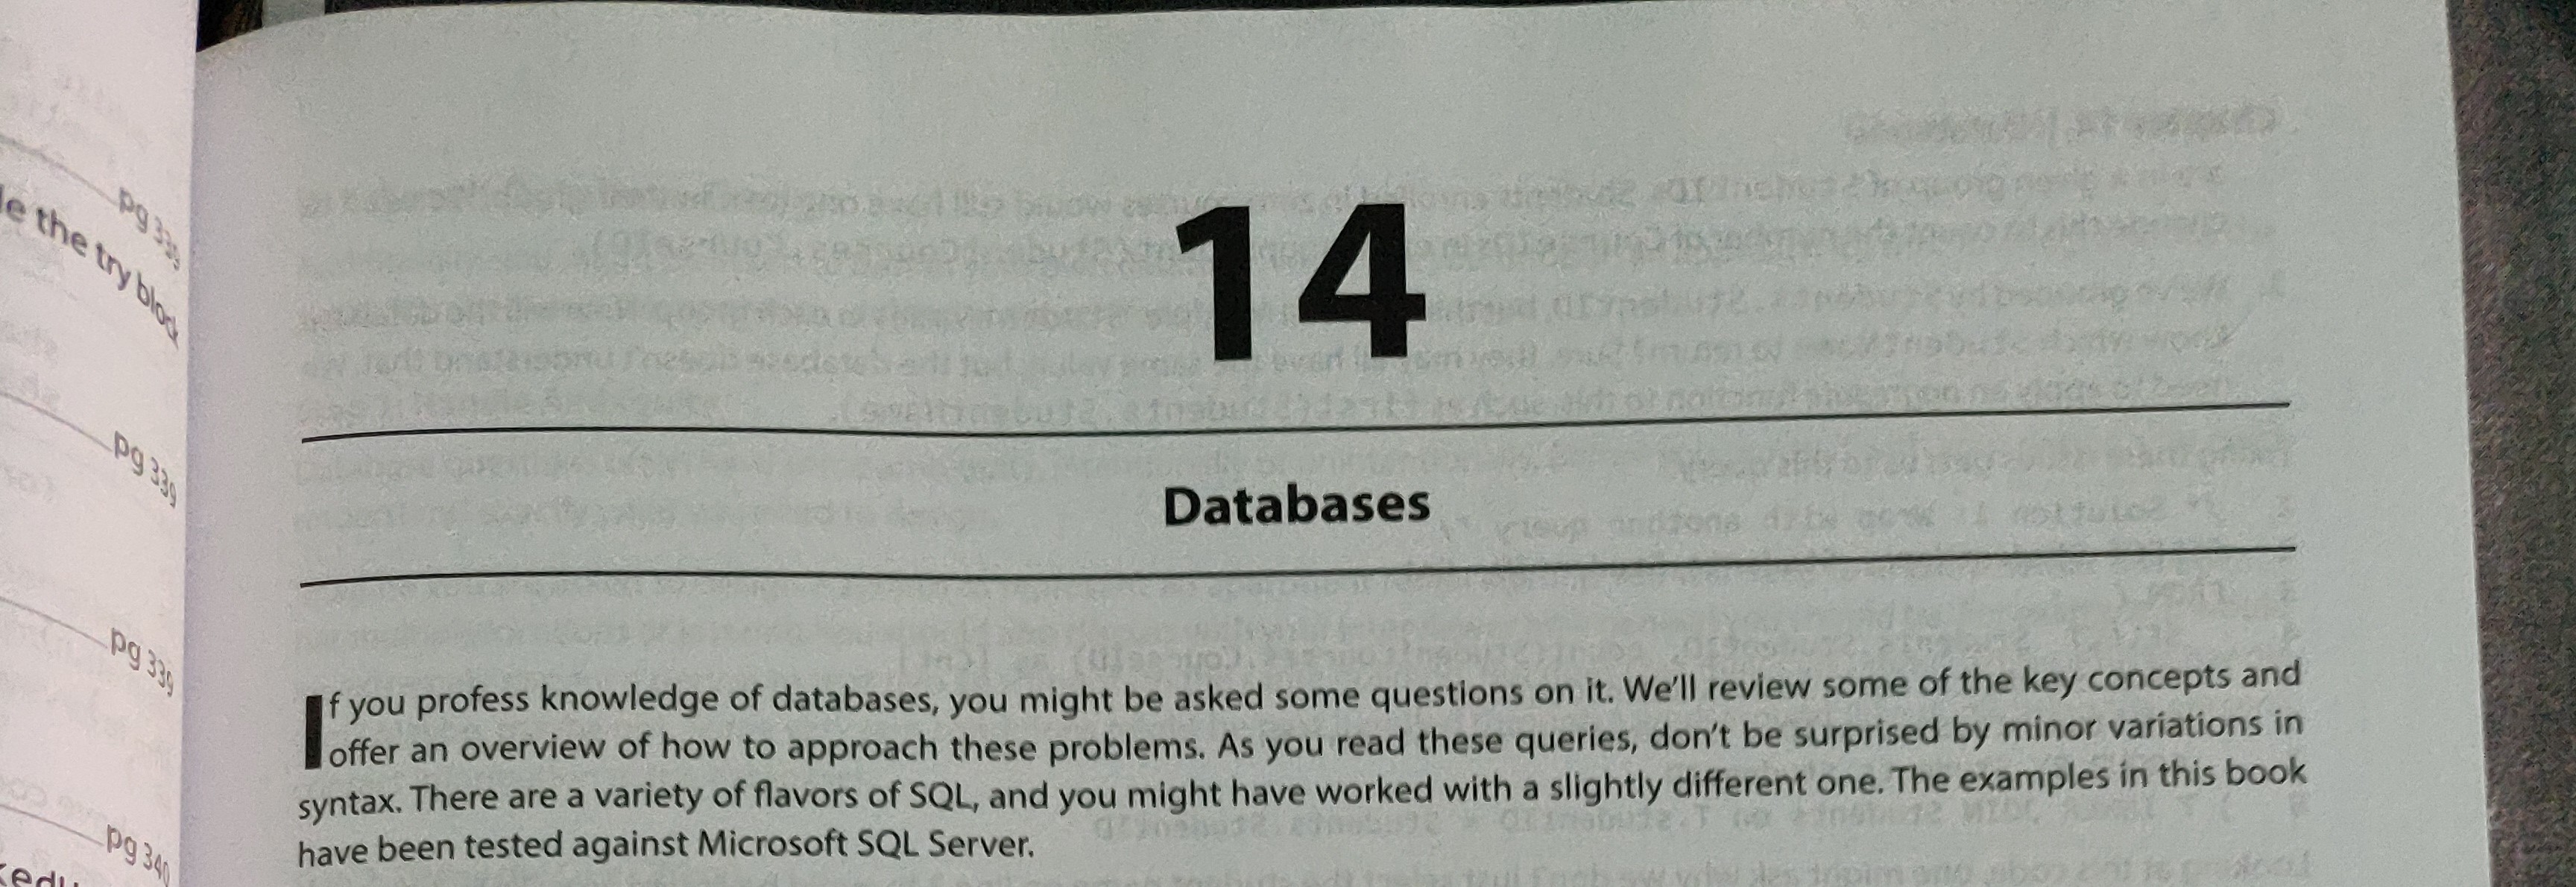 pg 339
le the try block
pg 339
pg 339
pg 340
14
Databases
If you profess knowledge of databases, you might be asked some questions on it. We'll review some of the key concepts and
offer an overview of how to approach these problems. As you read these queries, don't be surprised by minor variations in
syntax. There are a variety of flavors of SQL, and you might have worked with a slightly different one. The examples in this book
have been tested against Microsoft SQL Server.